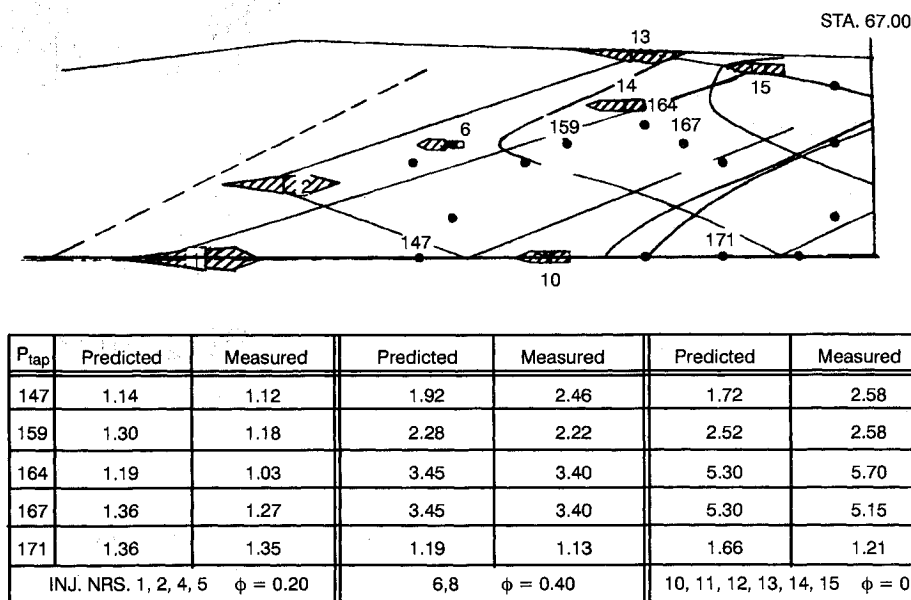 STA. 67.00
13
14
15
164
6
159
167
2
147
171
1
10
P_tap Predicted Measured Predicted Measured Predicted Measured
147 1.14 1.12 1.92 2.46 1.72 2.58
159 1.30 1.18 2.28 2.22 2.52 2.58
164 1.19 1.03 3.45 3.40 5.30 5.70
167 1.36 1.27 3.45 3.40 5.30 5.15
171 1.36 1.35 1.19 1.13 1.66 1.21
INJ. NRS. 1, 2, 4, 5 ϕ = 0.20 6,8 ϕ = 0.40 10, 11, 12, 13, 14, 15 ϕ = 0